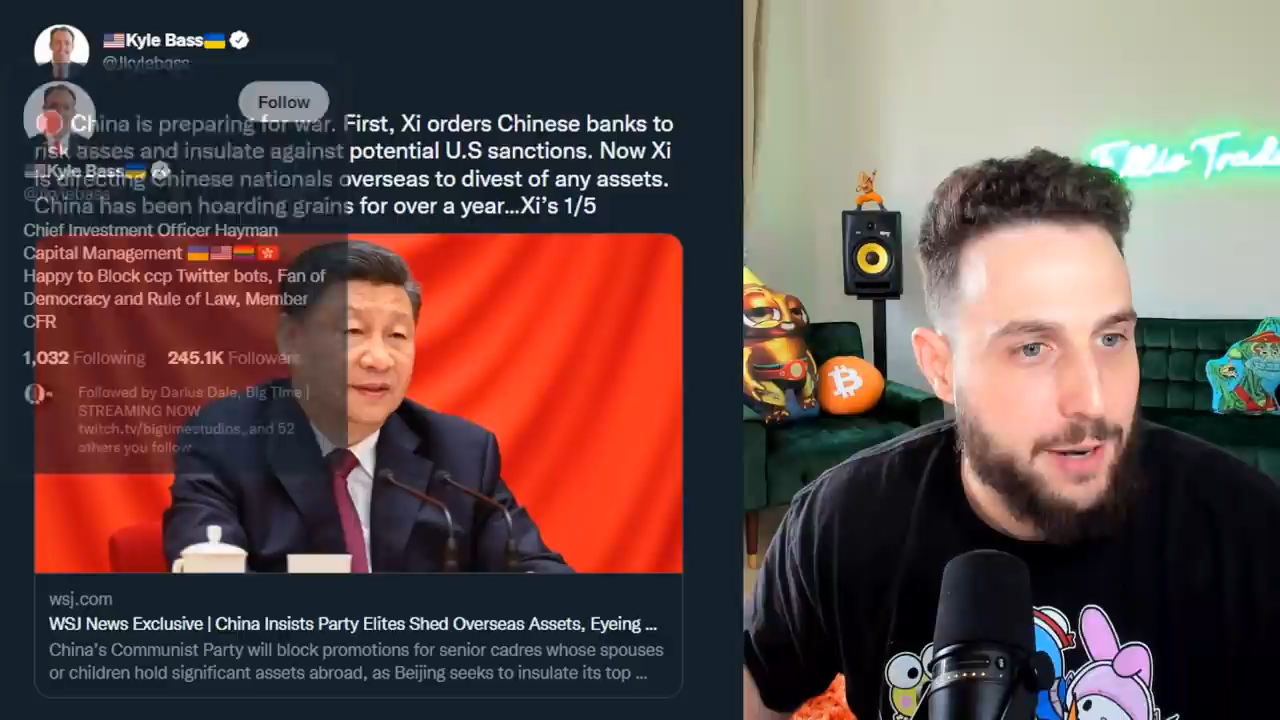 Kyle Bass
@Jkylebass
Follow
China is preparing for war. First, Xi orders Chinese banks to
risk asses and insulate against potential U.S sanctions. Now Xi
is directing Chinese nationals overseas to divest of any assets.
China has been hoarding grains for over a year...Xi's 1/5
Kyle Bass
Chief Investment Officer Hayman
Capital Management
Happy to Block ccp Twitter bots, Fan of
Democracy and Rule of Law, Member
CFR
1,032 Following 245.1K Followers
Followed by Darius Dale, Big Time |
STREAMING NOW
twitch.tv/bigtimestudios, and 52
others you follow
wsj.com
WSJ News Exclusive | China Insists Party Elites Shed Overseas Assets, Eyeing ...
China's Communist Party will block promotions for senior cadres whose spouses
or children hold significant assets abroad, as Beijing seeks to insulate its top ...
Ellio Trade
KRK